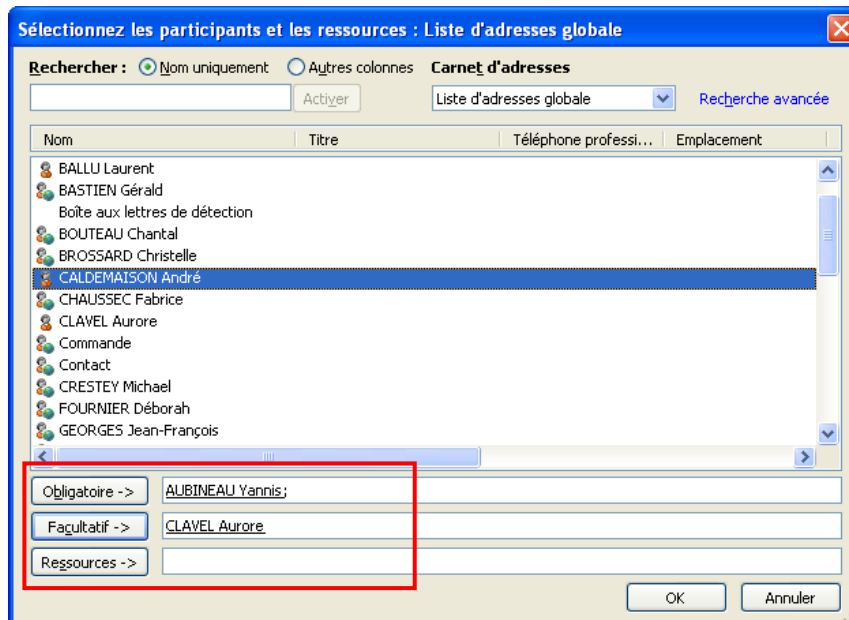 Sélectionnez les participants et les ressources : Liste d'adresses globale
Rechercher : Nom uniquement Autres colonnes Carnet d'adresses
Activer Liste d'adresses globale Recherche avancée
Nom Titre Téléphone professi... Emplacement
BALLU Laurent
BASTIEN Gérald
Boîte aux lettres de détection
BOUTEAU Chantal
BROSSARD Christelle
CALDEMAISON André
CHAUSSEC Fabrice
CLAVEL Aurore
Commande
Contact
CRESTEY Michael
FOURNIER Déborah
GEORGES Jean-François
Obligatoire -> AUBINEAU Yannis;
Facultatif -> CLAVEL Aurore
Ressources ->
OK Annuler